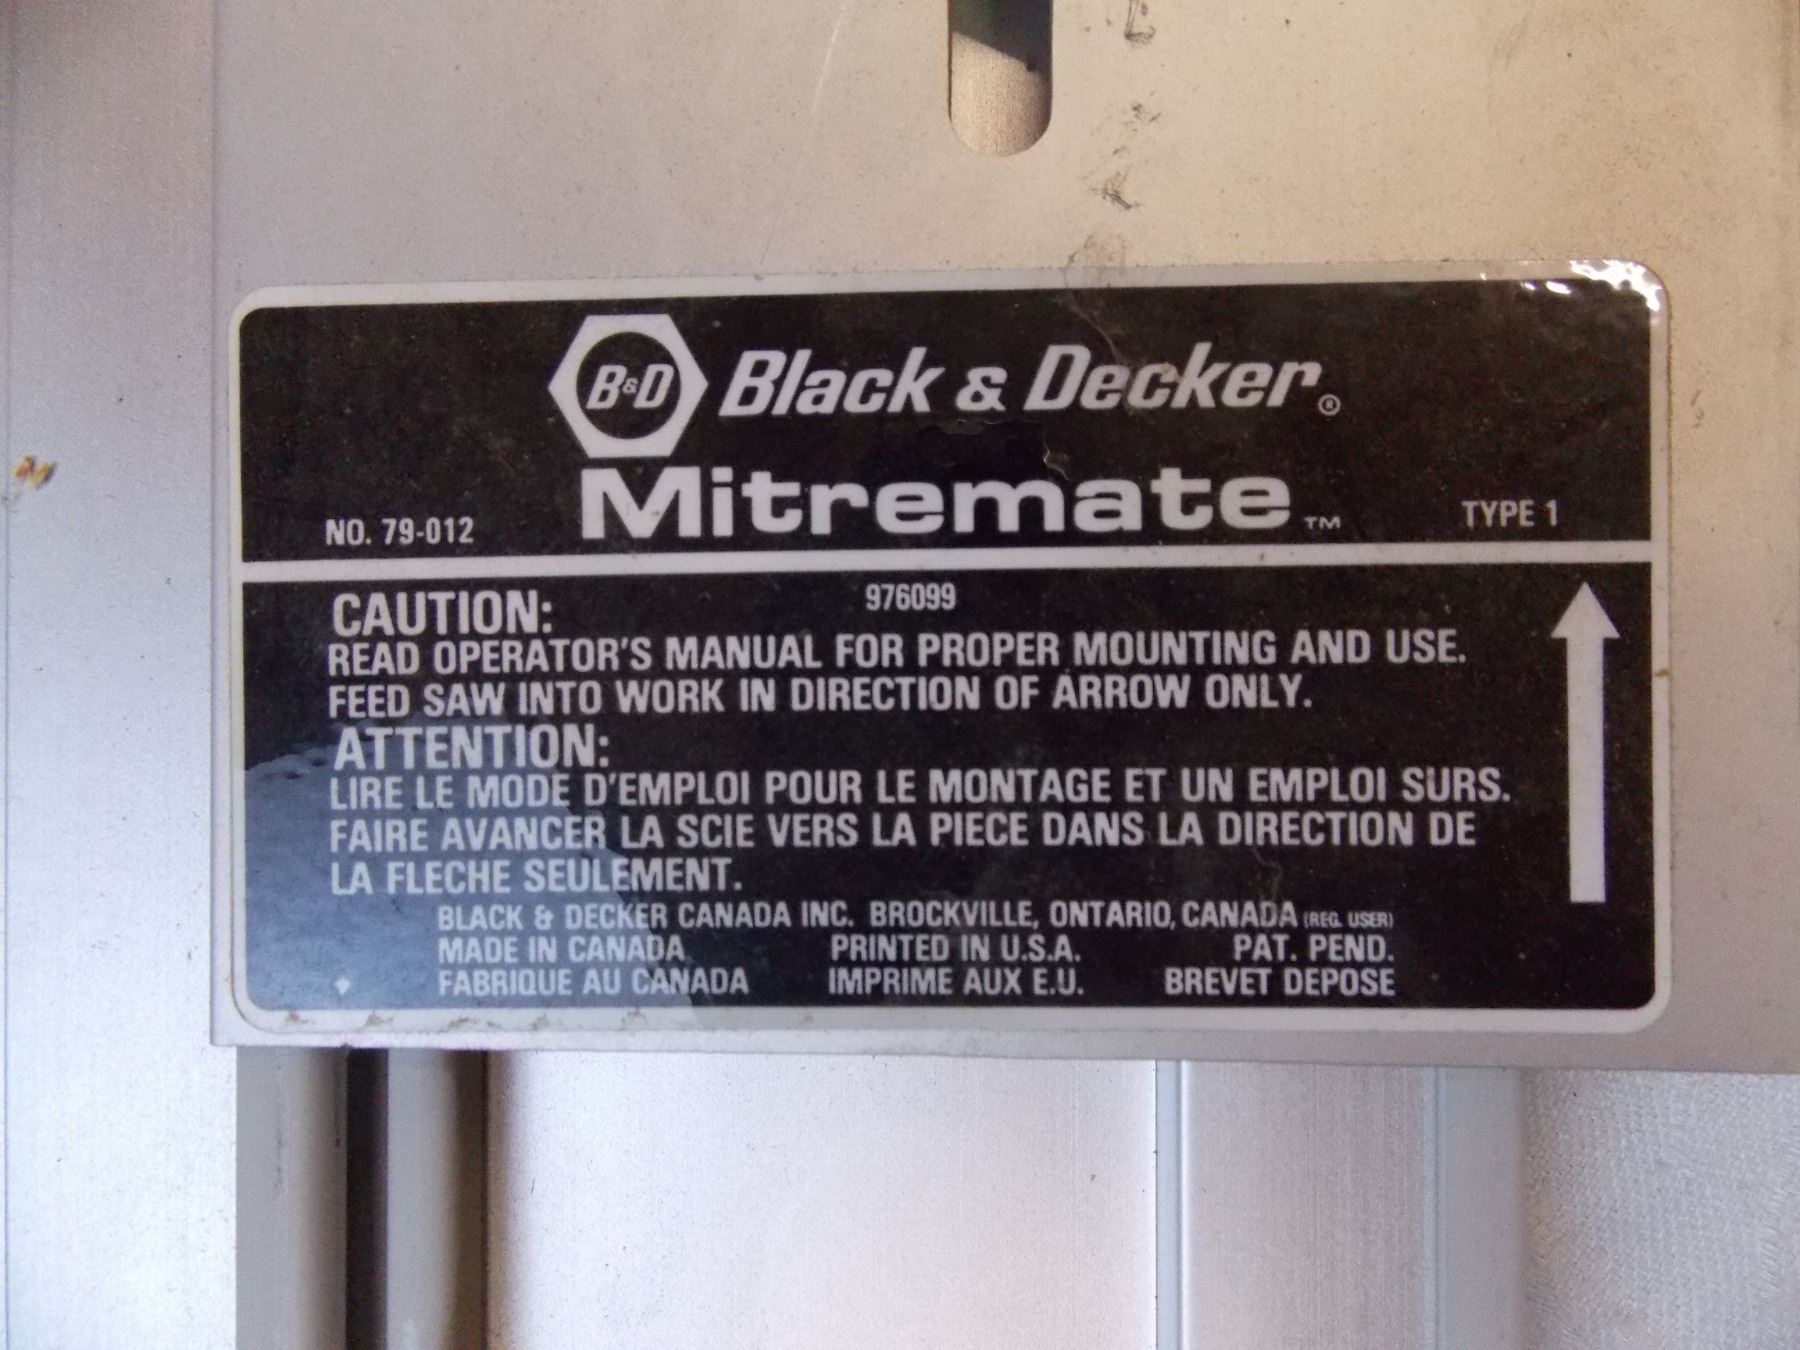 B&D Black & Decker®
Mitremate™
NO. 79-012
TYPE 1
976099
CAUTION:
READ OPERATOR'S MANUAL FOR PROPER MOUNTING AND USE.
FEED SAW INTO WORK IN DIRECTION OF ARROW ONLY.
ATTENTION:
LIRE LE MODE D'EMPLOI POUR LE MONTAGE ET UN EMPLOI SURS.
FAIRE AVANCER LA SCIE VERS LA PIECE DANS LA DIRECTION DE
LA FLECHE SEULEMENT.
BLACK & DECKER CANADA INC. BROCKVILLE, ONTARIO, CANADA (REG. USER)
MADE IN CANADA PRINTED IN U.S.A. PAT. PEND.
FABRIQUE AU CANADA IMPRIME AUX E.U. BREVET DEPOSE